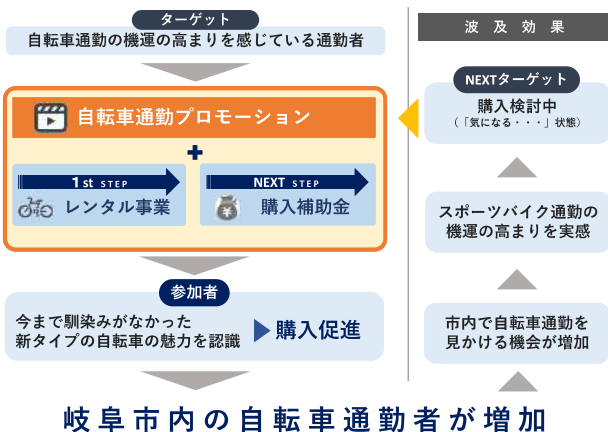 ターゲット
自転車通勤の機運の高まりを感じている通勤者
自転車通勤プロモーション
+
1st STEP
レンタル事業
NEXT STEP
¥
購入補助金
参加者
今まで馴染みがなかった
新タイプの自転車の魅力を認識
購入促進
波及効果
NEXTターゲット
購入検討中
(「気になる・・・」状態)
スポーツバイク通勤の
機運の高まりを実感
市内で自転車通勤を
見かける機会が増加
岐阜市内の自転車通勤者が増加